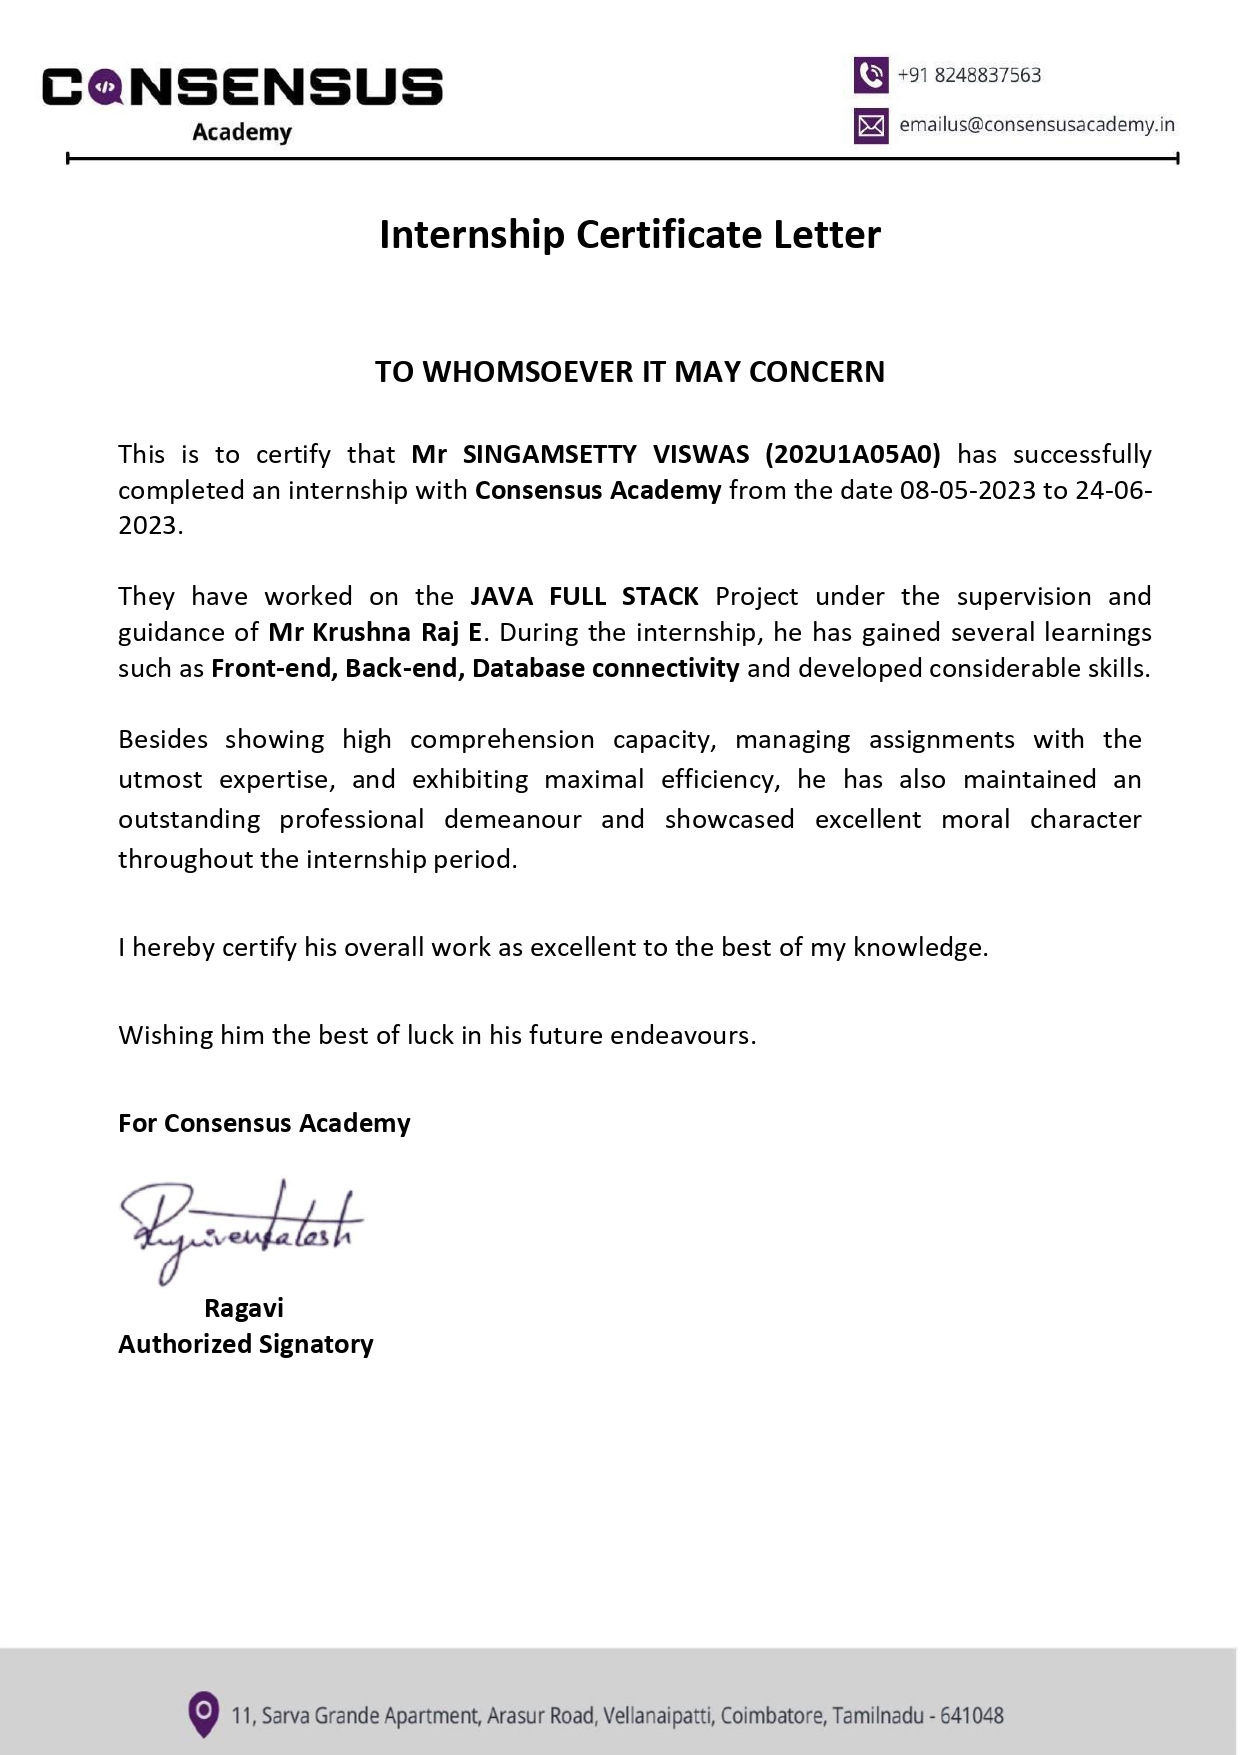 CONSENSUS
Academy
+91 8248837563
emailus@consensusacademy.in
Internship Certificate Letter
TO WHOMSOEVER IT MAY CONCERN
This is to certify that Mr SINGAMSETTY VISWAS (202U1A05A0) has successfully
completed an internship with Consensus Academy from the date 08-05-2023 to 24-06-
2023.
They have worked on the JAVA FULL STACK Project under the supervision and
guidance of Mr Krushna Raj E. During the internship, he has gained several learnings
such as Front-end, Back-end, Database connectivity and developed considerable skills.
Besides showing high comprehension capacity, managing assignments with the
utmost expertise, and exhibiting maximal efficiency, he has also maintained an
outstanding professional demeanour and showcased excellent moral character
throughout the internship period.
I hereby certify his overall work as excellent to the best of my knowledge.
Wishing him the best of luck in his future endeavours.
For Consensus Academy
Ragavi
Authorized Signatory
11, Sarva Grande Apartment, Arasur Road, Vellanaipatti, Coimbatore, Tamilnadu - 641048